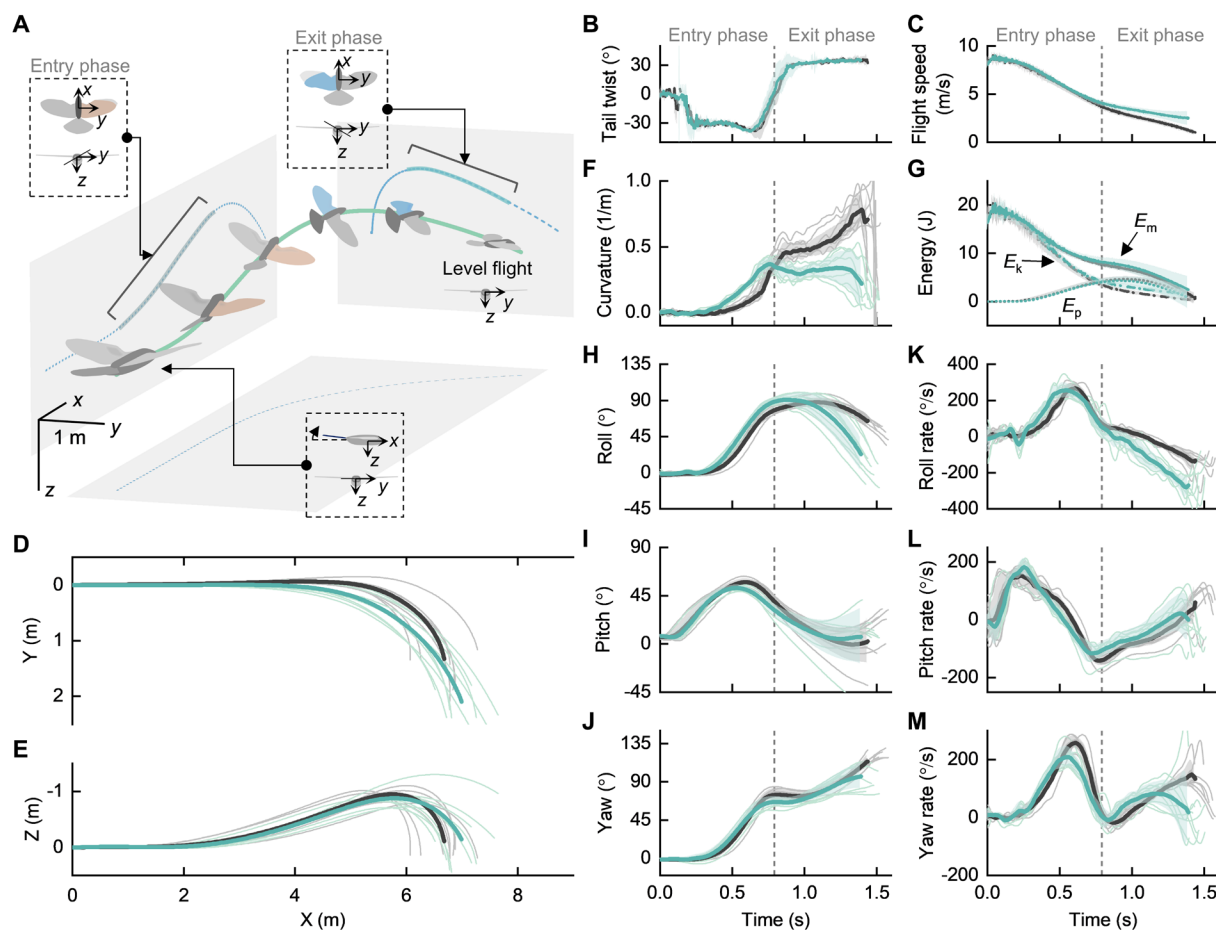 A
Entry phase
x
y
y
z
Exit phase
x
y
y
z
Level flight
y
z
x
y
z
1 m
x
z
y
z
B
Entry phase
Exit phase
Tail twist (°)
30
0
-30
C
Entry phase
Exit phase
Flight speed
(m/s)
10
5
0
D
Y (m)
0
1
2
E
Z (m)
-1
0
0
2
4
6
8
X (m)
F
Curvature (1/m)
1.0
0.5
0.0
G
Energy (J)
20
10
0
Em
Ek
Ep
H
Roll (°)
135
90
45
0
-45
I
Pitch (°)
90
45
0
-45
J
Yaw (°)
135
90
45
0
0.0
0.5
1.0
1.5
Time (s)
K
Roll rate (°/s)
400
200
0
-200
-400
L
Pitch rate (°/s)
200
0
-200
M
Yaw rate (°/s)
200
0
-200
0.0
0.5
1.0
1.5
Time (s)